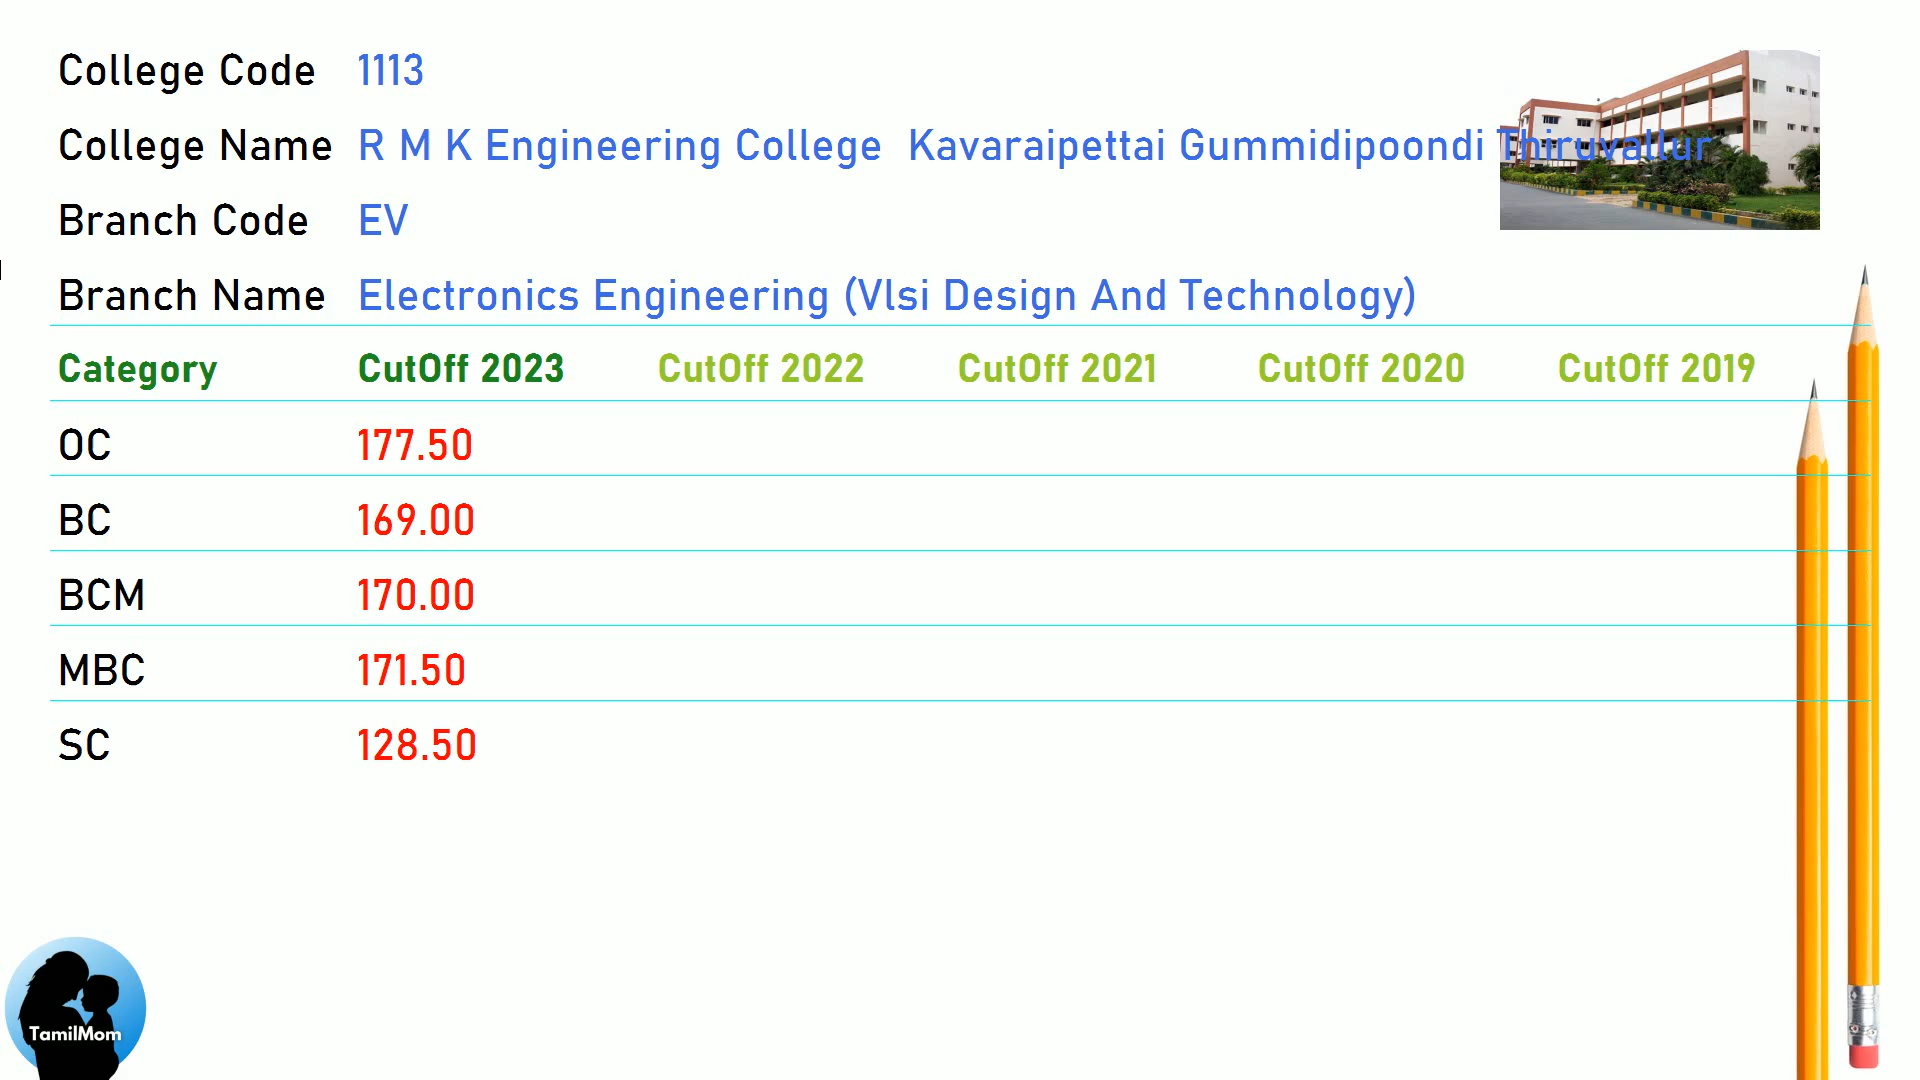 College Code 1113
College Name R M K Engineering College Kavaraipettai Gummidipoondi Thiruvallur
Branch Code EV
Branch Name Electronics Engineering (Vlsi Design And Technology)
Category CutOff 2023 CutOff 2022 CutOff 2021 CutOff 2020 CutOff 2019
OC 177.50
BC 169.00
BCM 170.00
MBC 171.50
SC 128.50
TamilMom